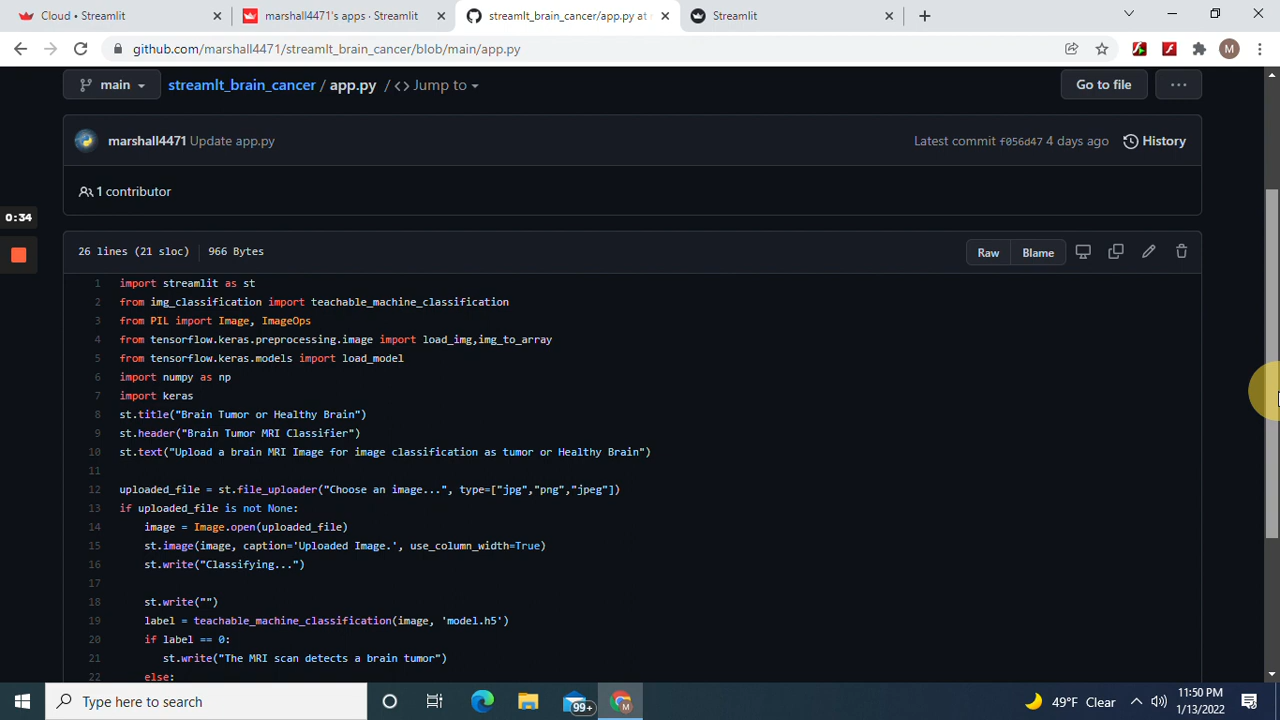 Cloud • Streamlit
marshall4471's apps · Streamlit
streamlt_brain_cancer/app.py at
Streamlit
github.com/marshall4471/streamlt_brain_cancer/blob/main/app.py
M
main
streamlt_brain_cancer / app.py / <> Jump to
Go to file
...
marshall4471 Update app.py
Latest commit f056d47 4 days ago
History
1 contributor
0:34
26 lines (21 sloc)
966 Bytes
Raw
Blame
1 import streamlit as st
2 from img_classification import teachable_machine_classification
3 from PIL import Image, ImageOps
4 from tensorflow.keras.preprocessing.image import load_img,img_to_array
5 from tensorflow.keras.models import load_model
6 import numpy as np
7 import keras
8 st.title("Brain Tumor or Healthy Brain")
9 st.header("Brain Tumor MRI Classifier")
10 st.text("Upload a brain MRI Image for image classification as tumor or Healthy Brain")
11
12 uploaded_file = st.file_uploader("Choose an image...", type=["jpg","png","jpeg"])
13 if uploaded_file is not None:
14 image = Image.open(uploaded_file)
15 st.image(image, caption='Uploaded Image.', use_column_width=True)
16 st.write("Classifying...")
17
18 st.write("")
19 label = teachable_machine_classification(image, 'model.h5')
20 if label == 0:
21 st.write("The MRI scan detects a brain tumor")
22 else:
Type here to search
99+
M
49°F Clear
11:50 PM
1/13/2022